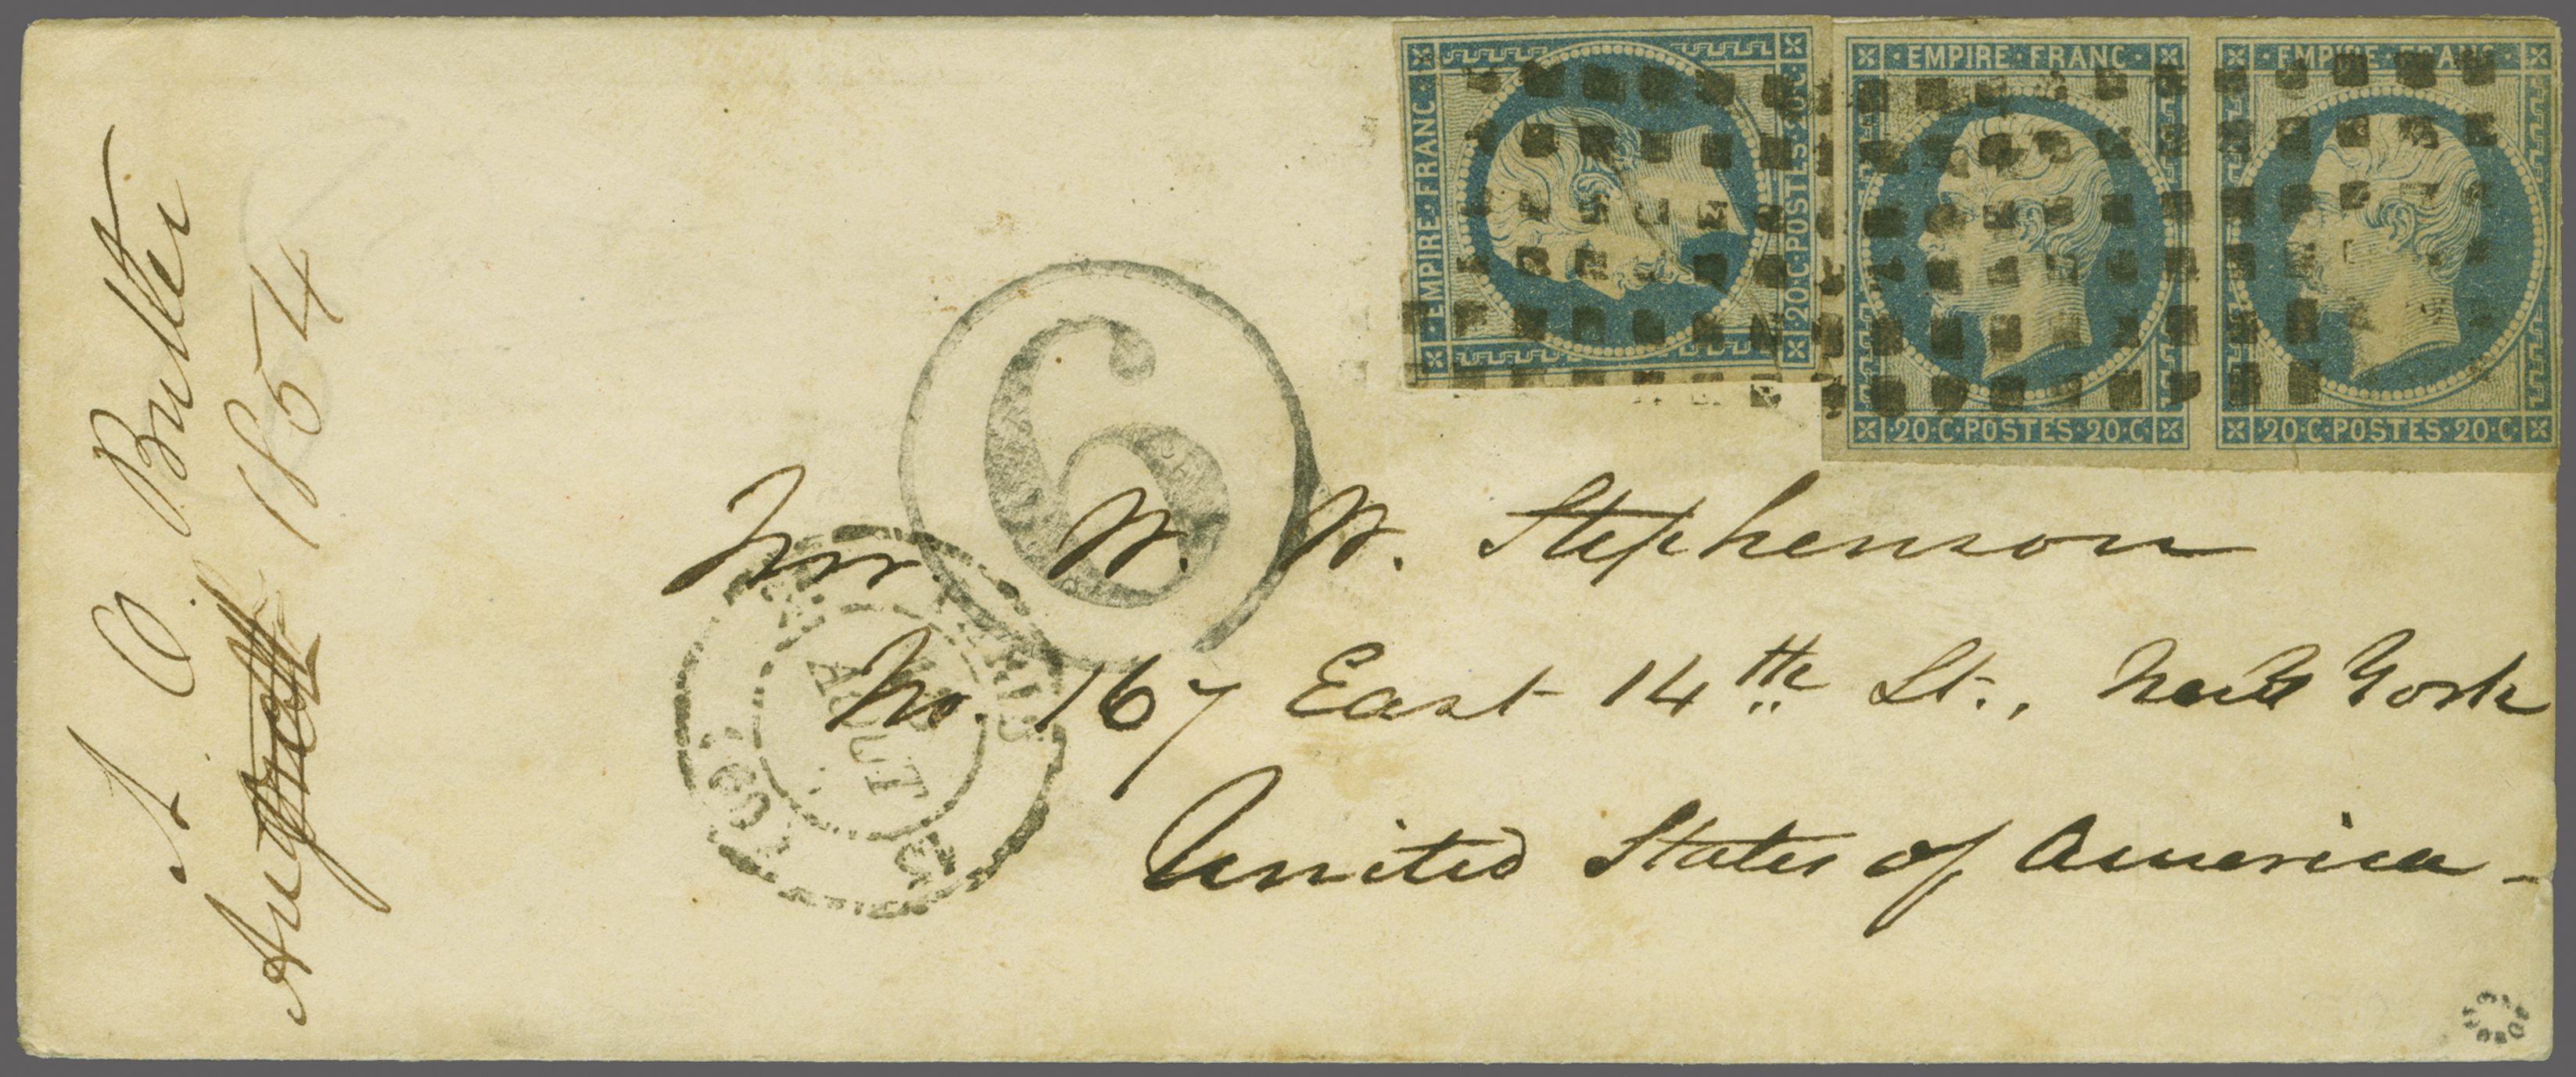 A. C. Butler
August 1854
EMPIRE·FRANC·
20·C·POSTES·20·C·
EMPIRE·FRANC·
20·C·POSTES·20·C·
EMPIRE·FRANC·
20·C·POSTES·20·C·
6
Mr. W. W. Stephenson
No. 167 East 14th St., New York
United States of America -
AOUT
PARIS